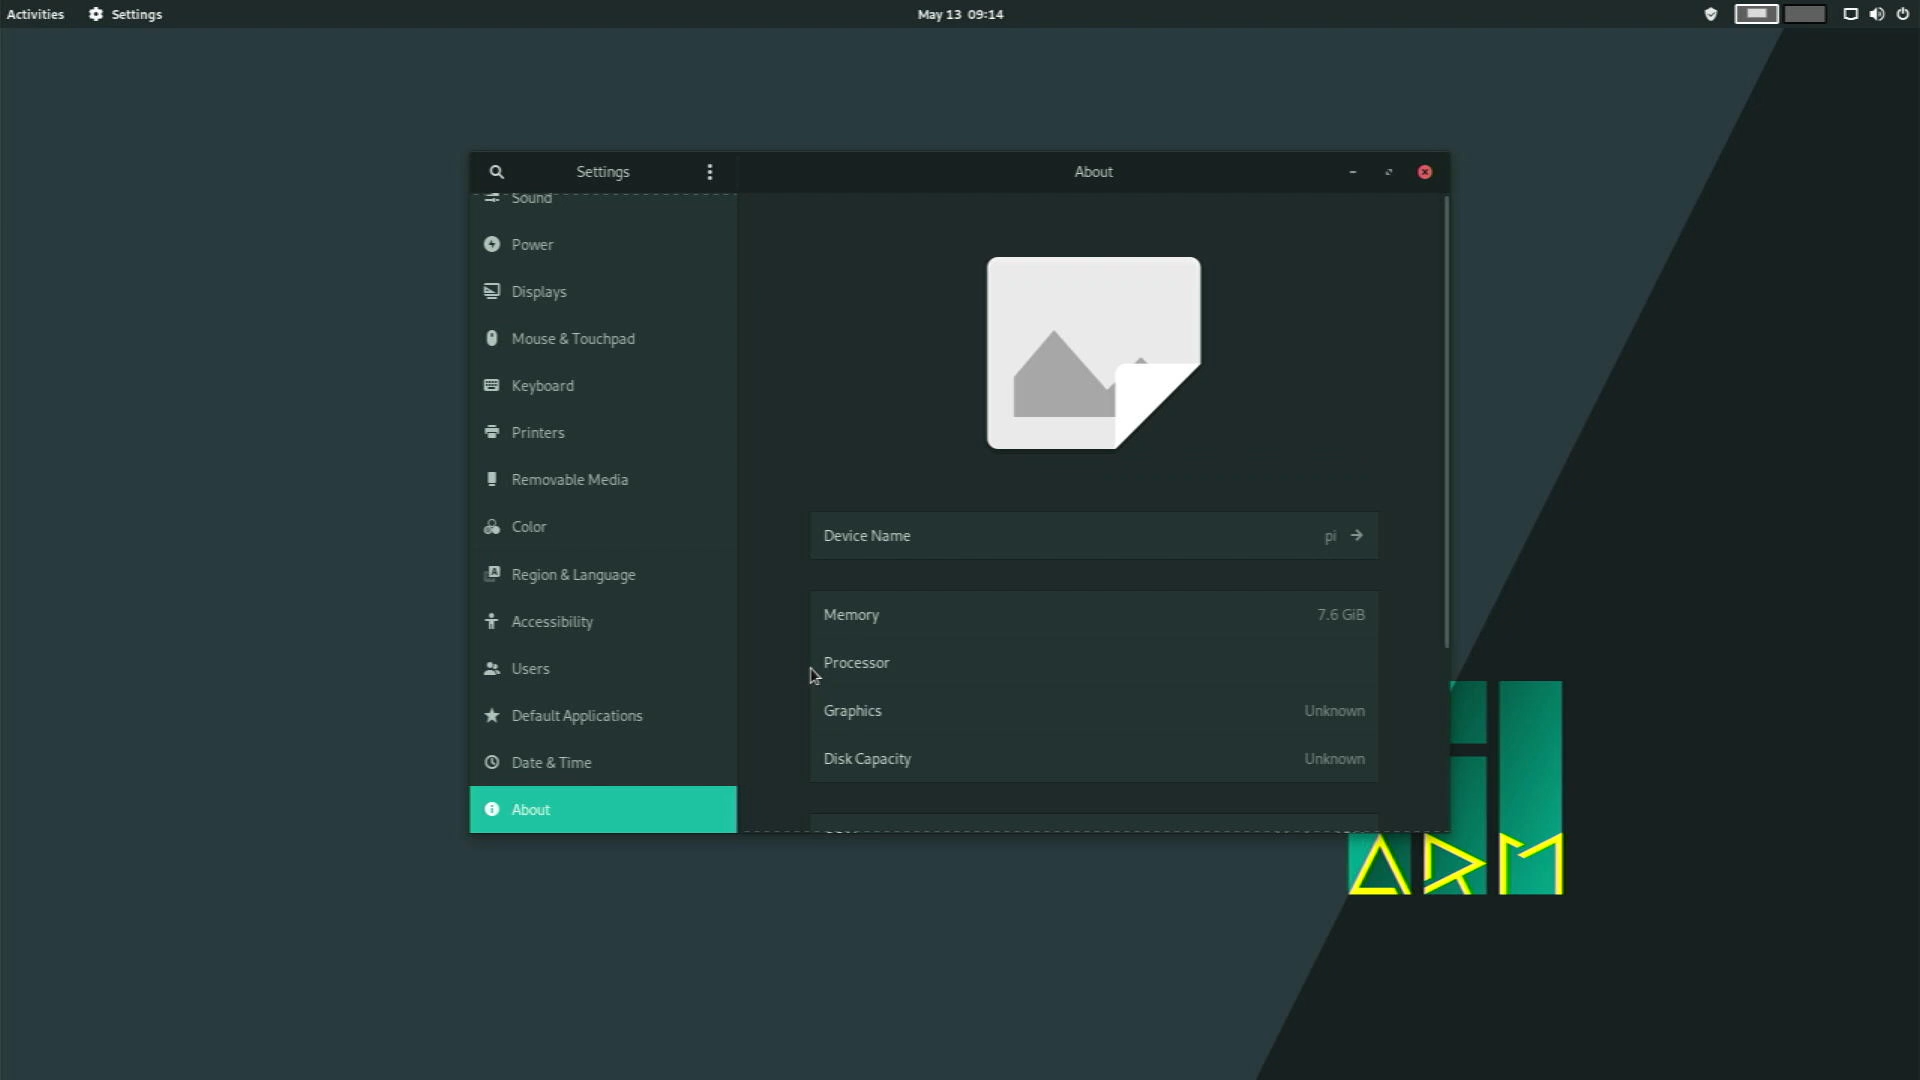 Activities Settings May 13 09:14
Settings About
Sound
Power
Displays
Mouse & Touchpad
Keyboard
Printers
Removable Media
Color
Region & Language
Accessibility
Users
Default Applications
Date & Time
About
Device Name pi
Memory 7.6 GiB
Processor
Graphics Unknown
Disk Capacity Unknown
ARM